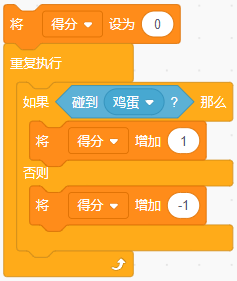 将 得分 设为 0
重复执行
如果 碰到 鸡蛋 ? 那么
将 得分 增加 1
否则
将 得分 增加 -1